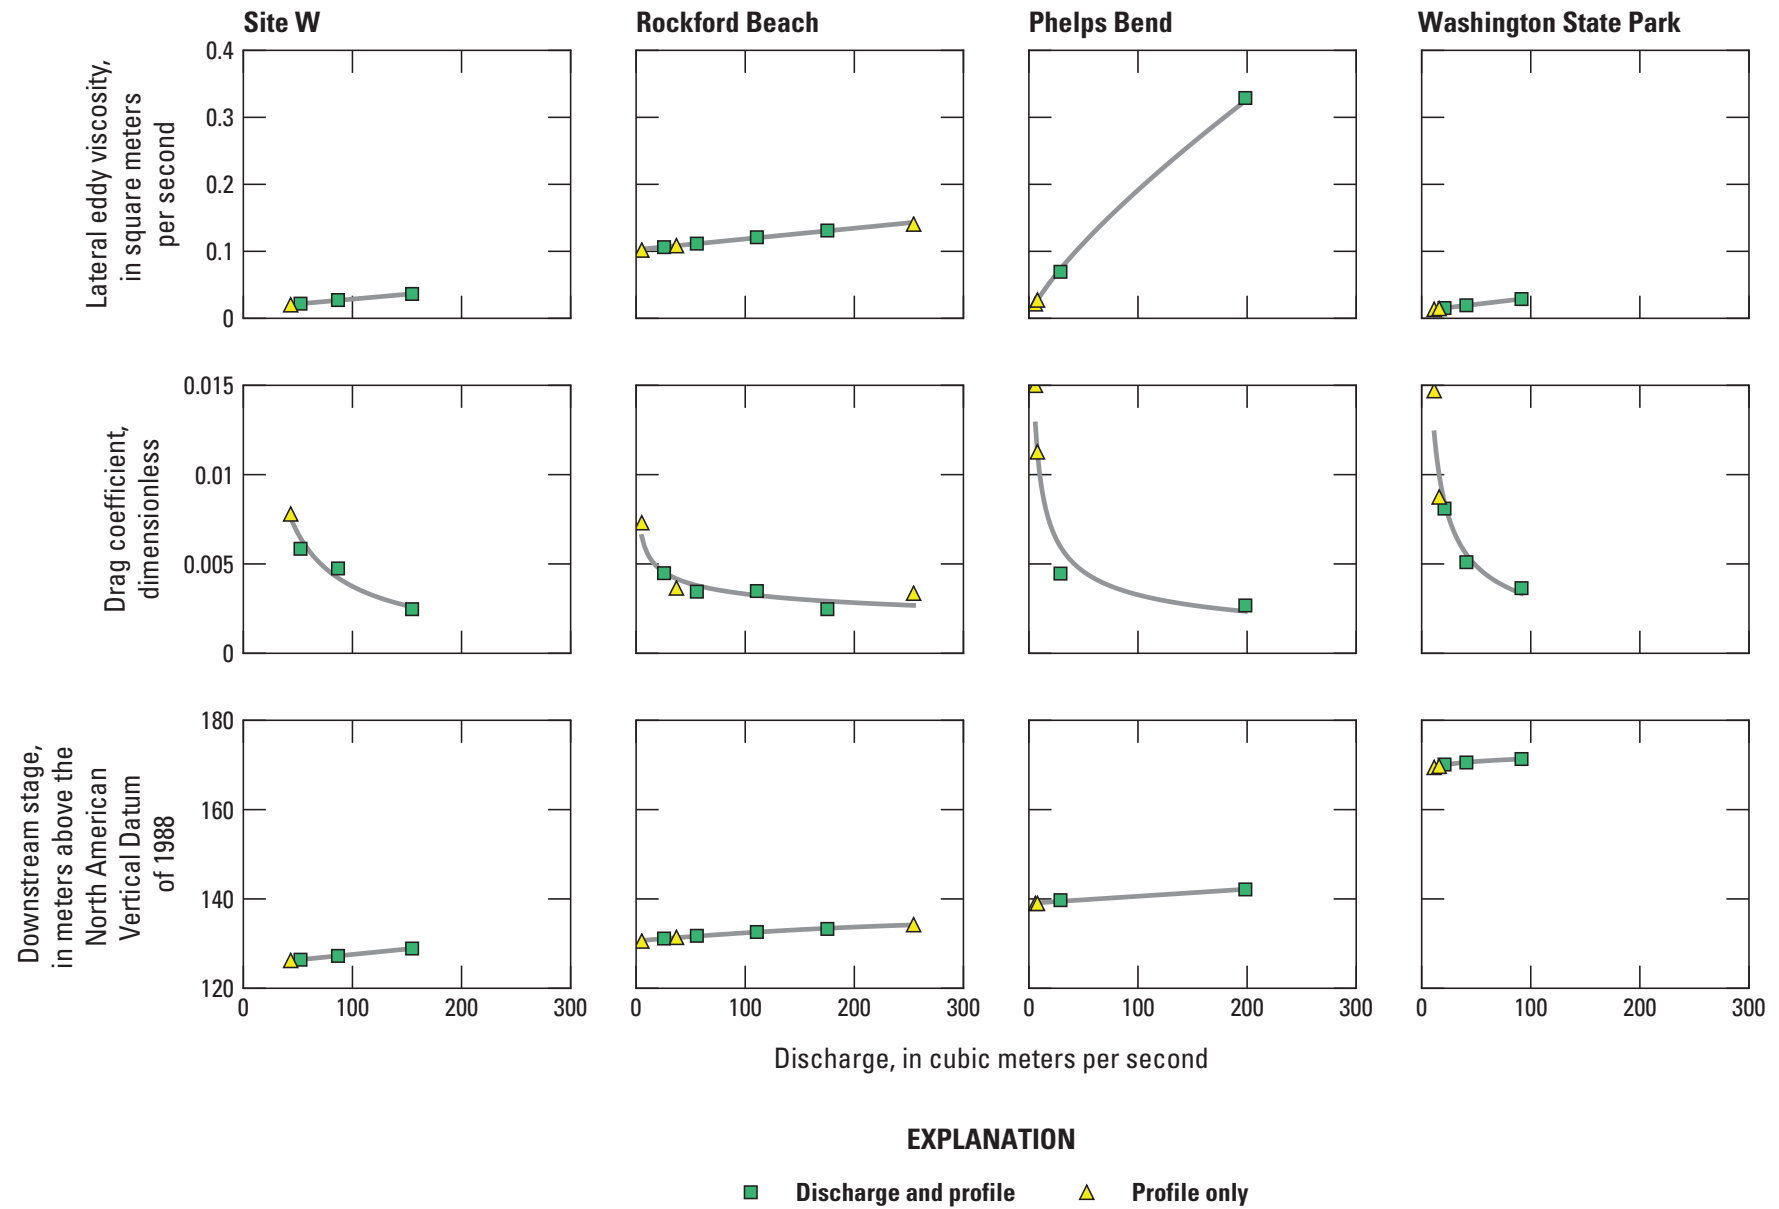 Site W
Rockford Beach
Phelps Bend
Washington State Park
Lateral eddy viscosity,
in square meters
per second
0.4
0.3
0.2
0.1
0
Drag coefficient,
dimensionless
0.015
0.01
0.005
0
Downstream stage,
in meters above the
North American
Vertical Datum
of 1988
180
160
140
120
0 100 200 300
0 100 200 300
0 100 200 300
0 100 200 300
Discharge, in cubic meters per second
EXPLANATION
Discharge and profile
Profile only